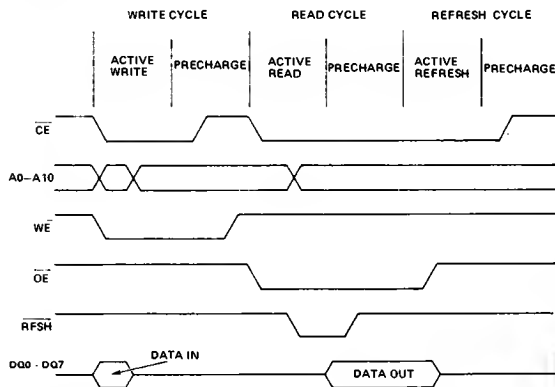 WRITE CYCLE READ CYCLE REFRESH CYCLE
ACTIVE WRITE PRECHARGE ACTIVE READ PRECHARGE ACTIVE REFRESH PRECHARGE
CE
A0–A10
WE
OE
RFSH
DQ0 - DQ7 DATA IN DATA OUT